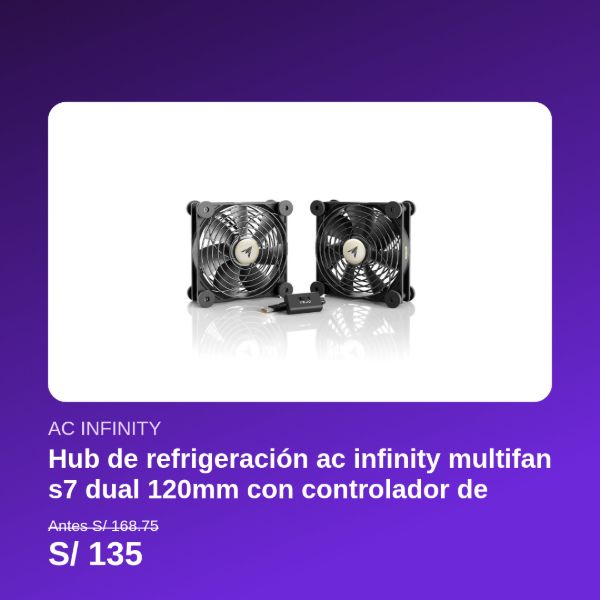 AC INFINITY
Hub de refrigeración ac infinity multifan
s7 dual 120mm con controlador de
Antes S/ 168.75
S/ 135